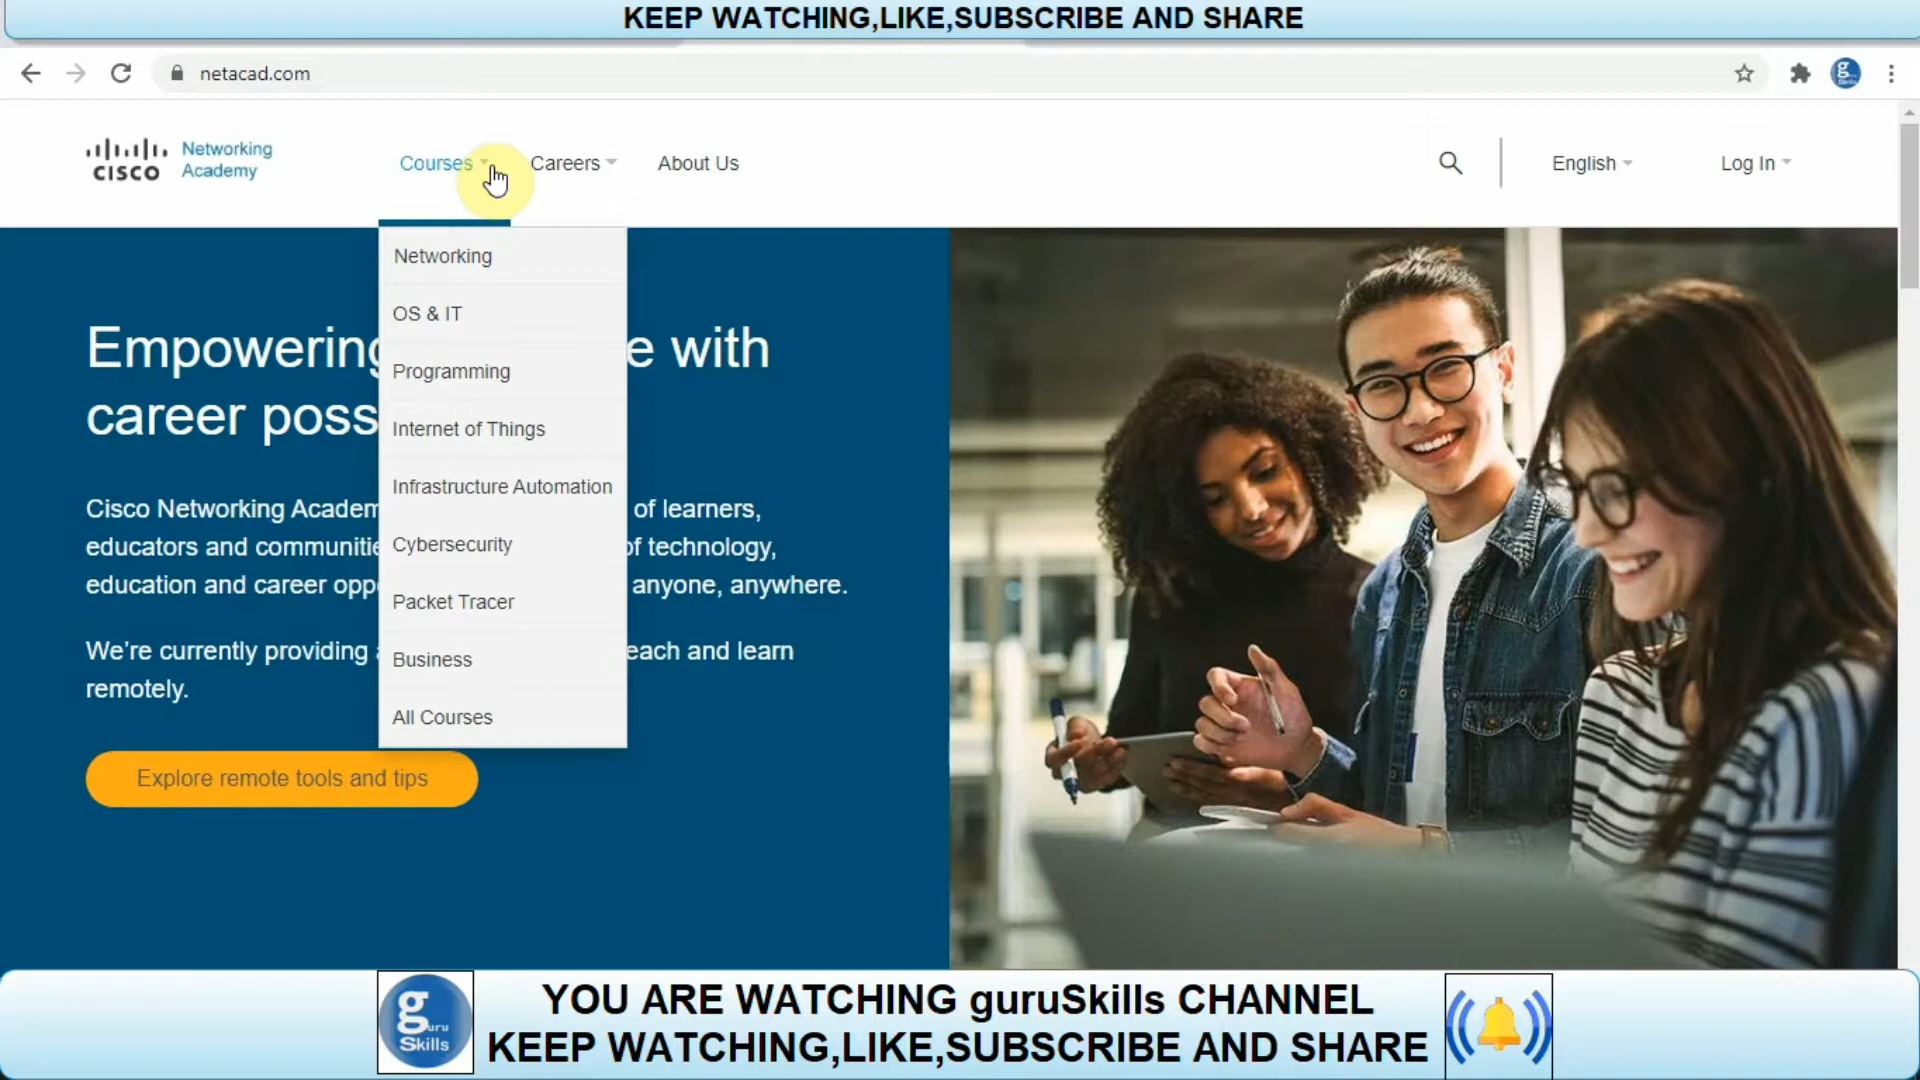 KEEP WATCHING,LIKE,SUBSCRIBE AND SHARE
netacad.com
g
Skills
CISCO
Networking
Academy
Courses
Careers
About Us
English
Log In
Networking
OS & IT
Programming
Internet of Things
Infrastructure Automation
Cybersecurity
Packet Tracer
Business
All Courses
Empowering e with
career poss
Cisco Networking Academ of learners,
educators and communitie of technology,
education and career opp anyone, anywhere.
We're currently providing each and learn
remotely.
Explore remote tools and tips
guru
Skills
YOU ARE WATCHING guruSkills CHANNEL
KEEP WATCHING,LIKE,SUBSCRIBE AND SHARE